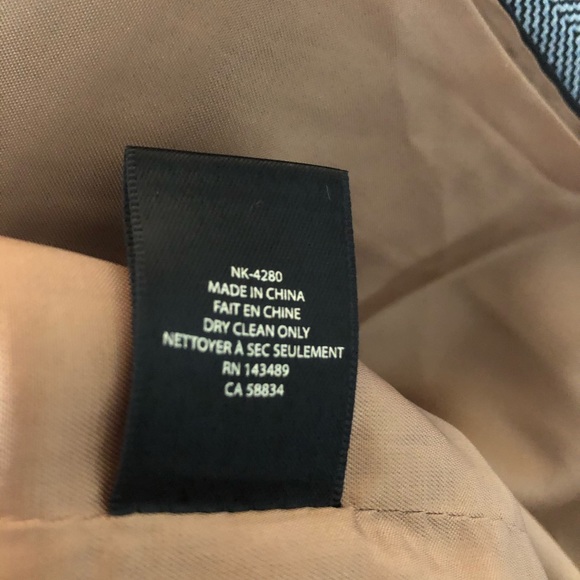 NK-4280
MADE IN CHINA
FAIT EN CHINE
DRY CLEAN ONLY
NETTOYER À SEC SEULEMENT
RN 143489
CA 58834